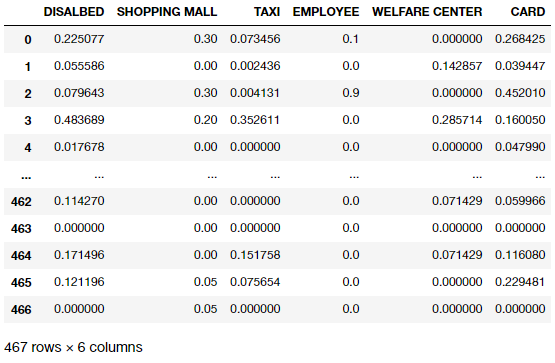 DISALBED SHOPPING MALL TAXI EMPLOYEE WELFARE CENTER CARD
0 0.225077 0.30 0.073456 0.1 0.000000 0.268425
1 0.055586 0.00 0.002436 0.0 0.142857 0.039447
2 0.079643 0.30 0.004131 0.9 0.000000 0.452010
3 0.483689 0.20 0.352611 0.0 0.285714 0.160050
4 0.017678 0.00 0.000000 0.0 0.000000 0.047990
... ... ... ... ... ... ...
462 0.114270 0.00 0.000000 0.0 0.071429 0.059966
463 0.000000 0.00 0.000000 0.0 0.000000 0.000000
464 0.171496 0.00 0.151758 0.0 0.071429 0.116080
465 0.121196 0.05 0.075654 0.0 0.000000 0.229481
466 0.000000 0.05 0.000000 0.0 0.000000 0.000000
467 rows × 6 columns